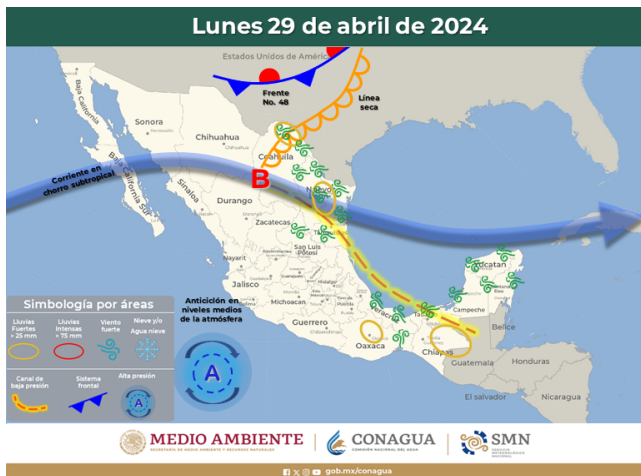 Lunes 29 de abril de 2024
Estados Unidos de América
Frente
No. 48
Línea
seca
Baja California
Sonora
Chihuahua
Coahuila
Corriente en
chorro subtropical
Baja California Sur
Sinaloa
B
Durango
Nuevo
Zacatecas
San Luis
Potosí
Nayarit
Jalisco
Michoacan
Guerrero
Oaxaca
Veracruz
Chiapas
Campeche
Yucatan
Belice
Guatemala
Honduras
El salvador
Nicaragua
Anticición en
niveles medios
de la atmósfera
A
Simbología por áreas
Lluvias
Fuertes
> 25 mm
Lluvias
Intensas
> 75 mm
Viento
fuerte
Nieve y/o
Agua nieve
Canal de
baja presión
Sistema
frontal
Alta presión
A
MEDIO AMBIENTE
SECRETARÍA DE MEDIO AMBIENTE Y RECURSOS NATURALES
CONAGUA
COMISIÓN NACIONAL DEL AGUA
SMN
SERVICIO
METEOROLÓGICO
NACIONAL
gob.mx/conagua